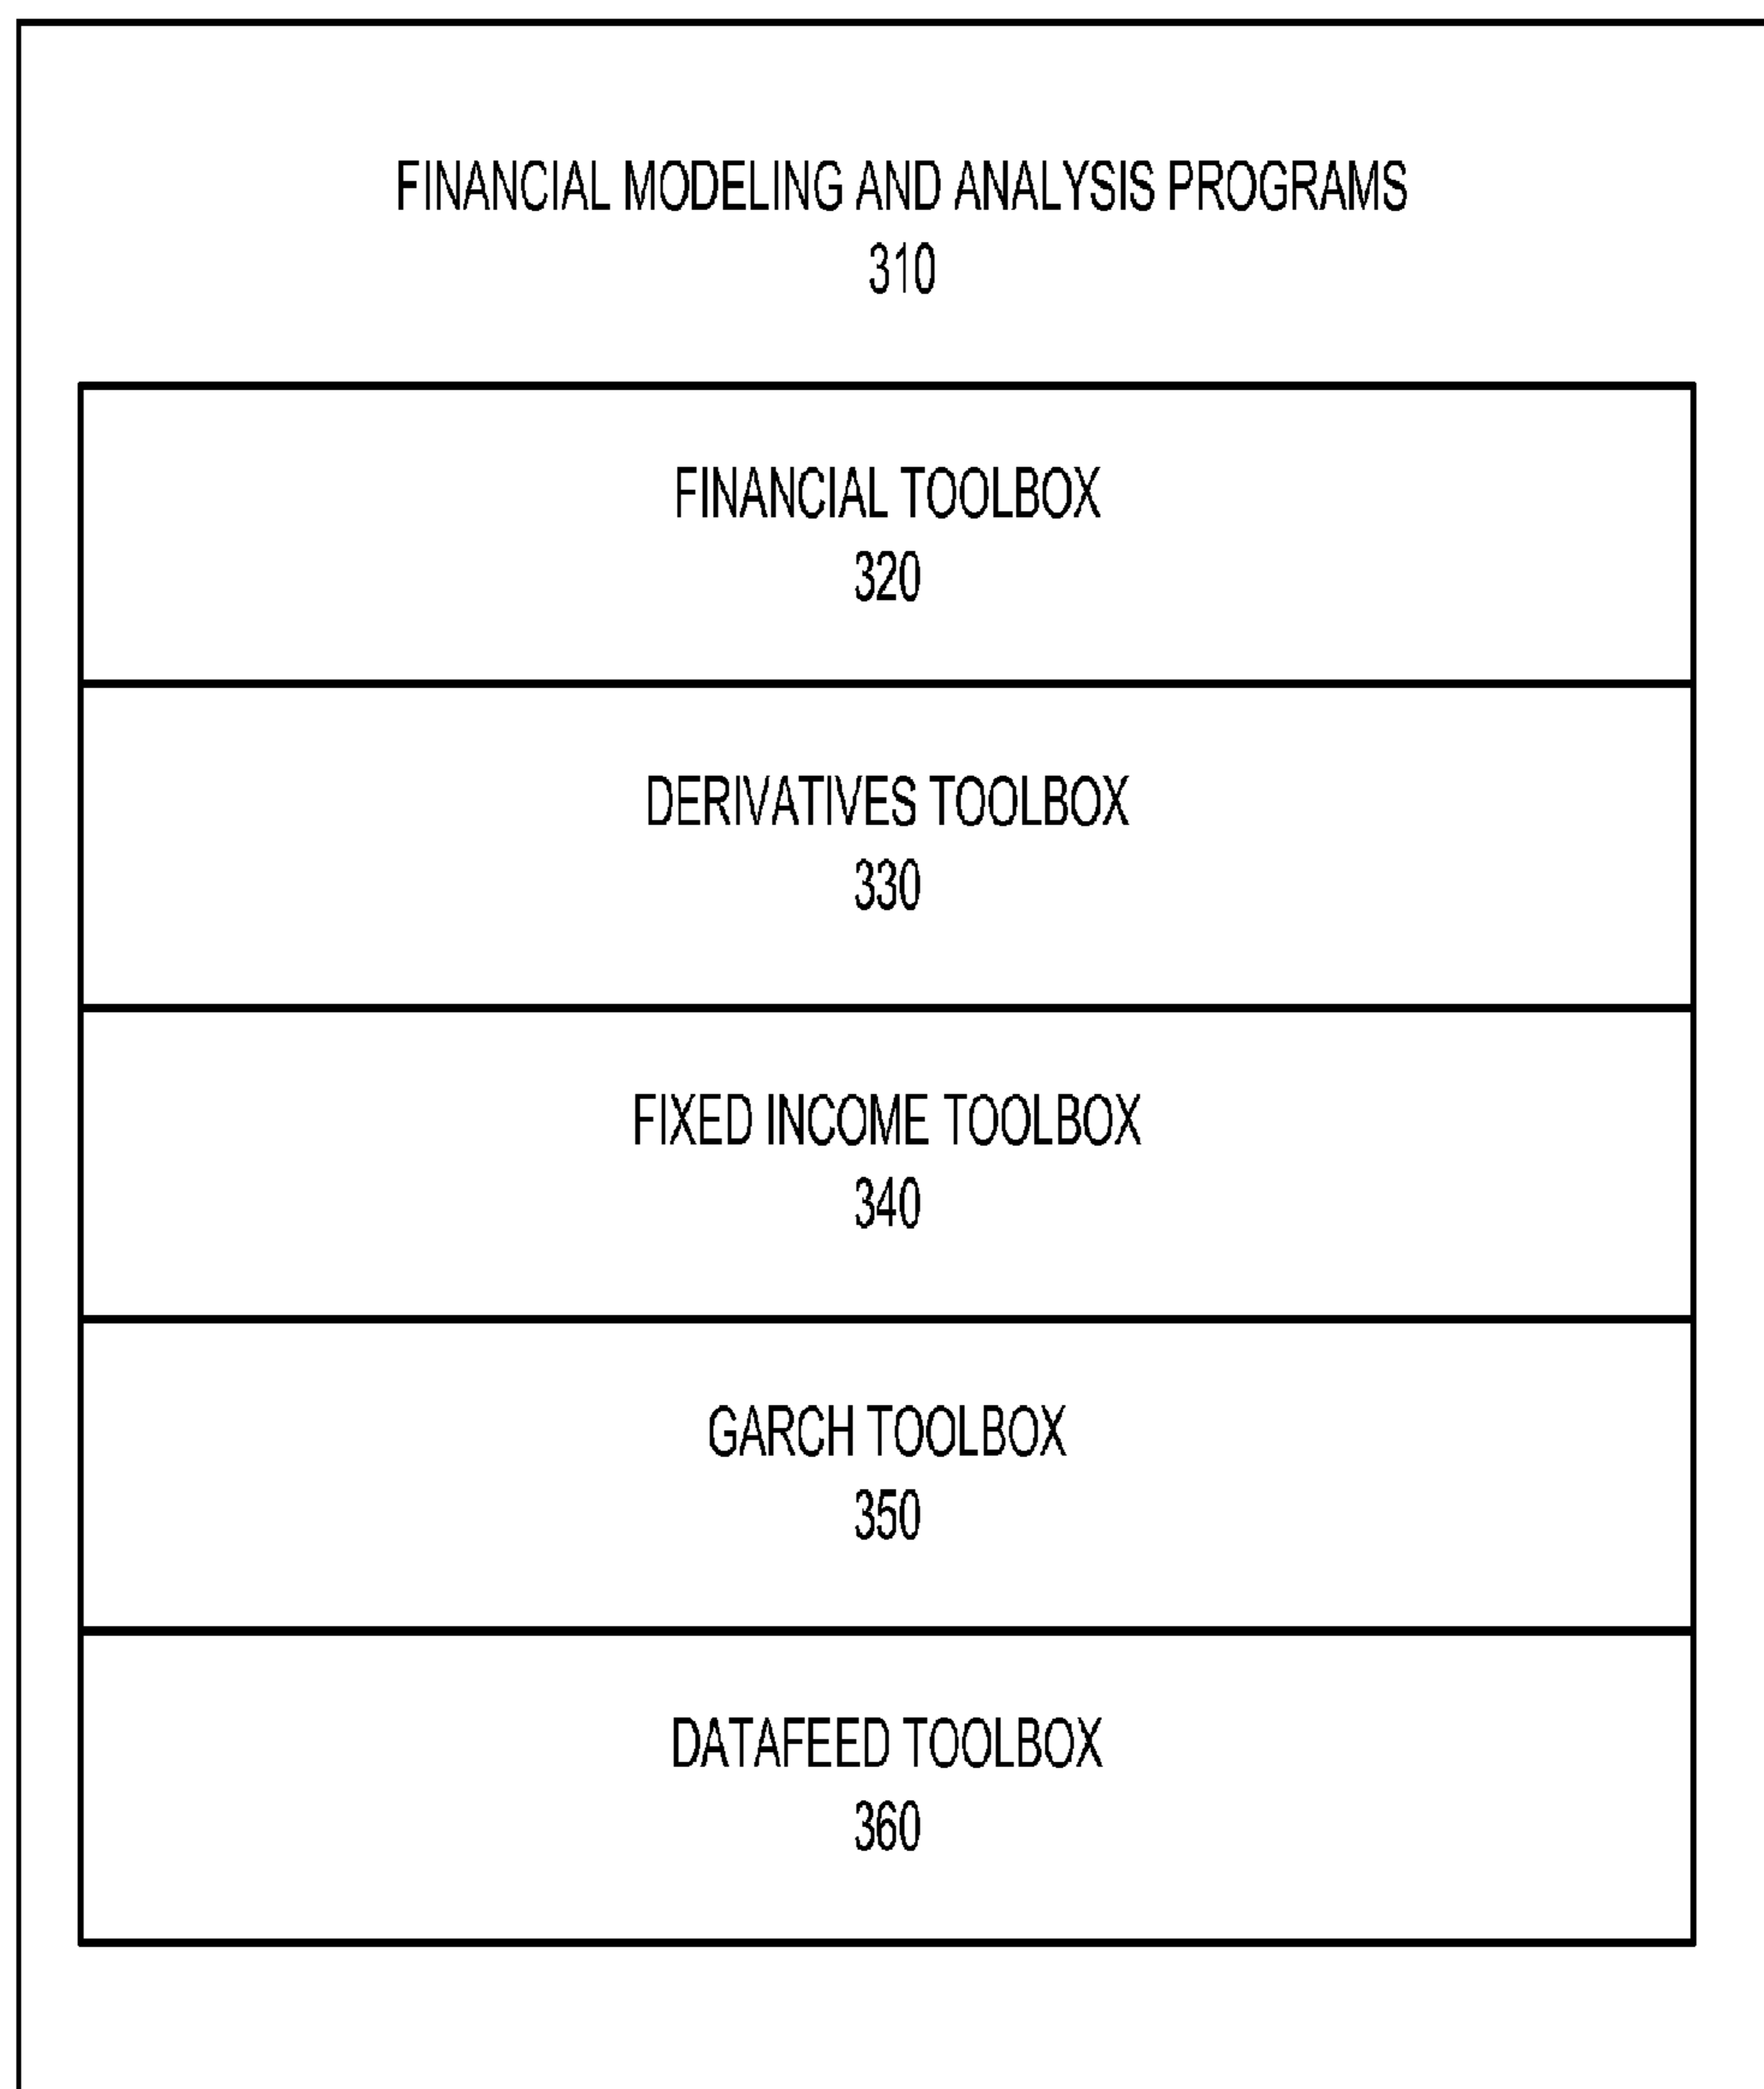 FINANCIAL MODELING AND ANALYSIS PROGRAMS
310
FINANCIAL TOOLBOX
320
DERIVATIVES TOOLBOX
330
FIXED INCOME TOOLBOX
340
GARCH TOOLBOX
350
DATAFEED TOOLBOX
360